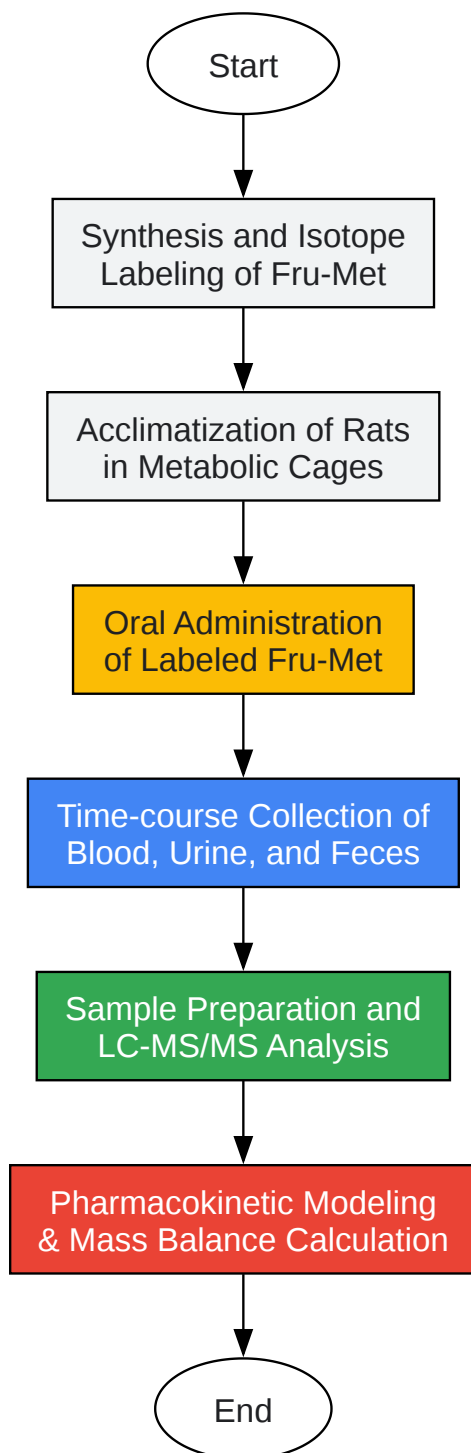 Start
Synthesis and Isotope
Labeling of Fru-Met
Acclimatization of Rats
in Metabolic Cages
Oral Administration
of Labeled Fru-Met
Time-course Collection of
Blood, Urine, and Feces
Sample Preparation and
LC-MS/MS Analysis
Pharmacokinetic Modeling
& Mass Balance Calculation
End